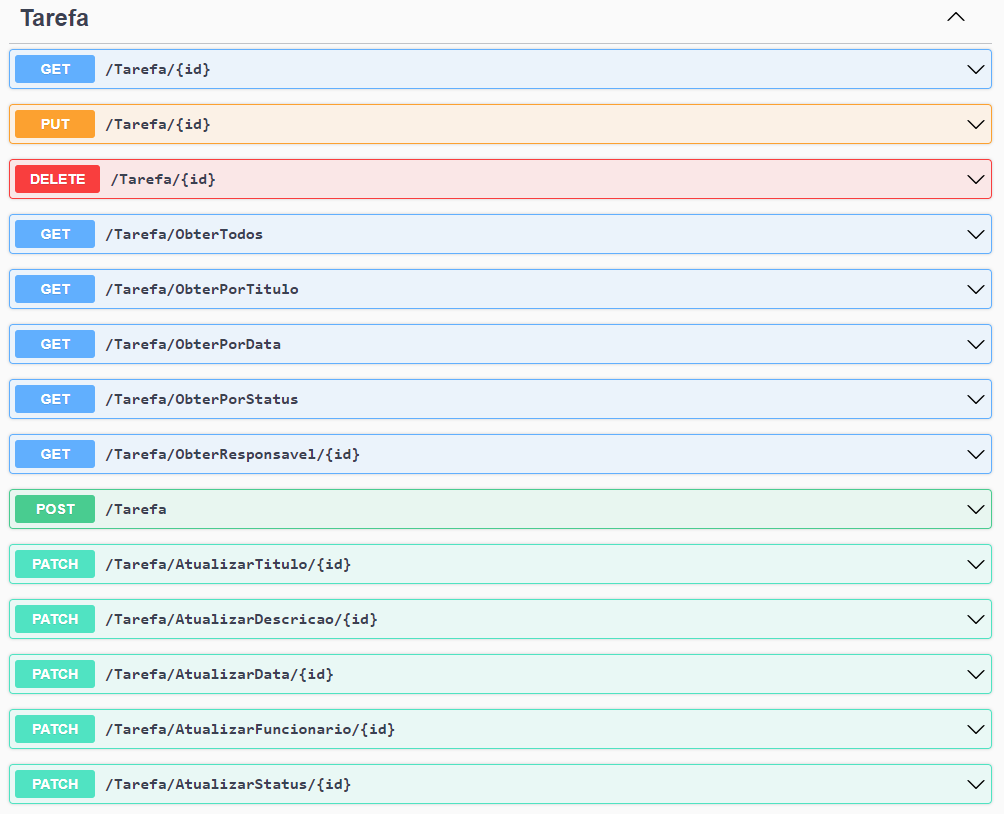 Tarefa
GET /Tarefa/{id}
PUT /Tarefa/{id}
DELETE /Tarefa/{id}
GET /Tarefa/ObterTodos
GET /Tarefa/ObterPorTitulo
GET /Tarefa/ObterPorData
GET /Tarefa/ObterPorStatus
GET /Tarefa/ObterResponsavel/{id}
POST /Tarefa
PATCH /Tarefa/AtualizarTitulo/{id}
PATCH /Tarefa/AtualizarDescricao/{id}
PATCH /Tarefa/AtualizarData/{id}
PATCH /Tarefa/AtualizarFuncionario/{id}
PATCH /Tarefa/AtualizarStatus/{id}